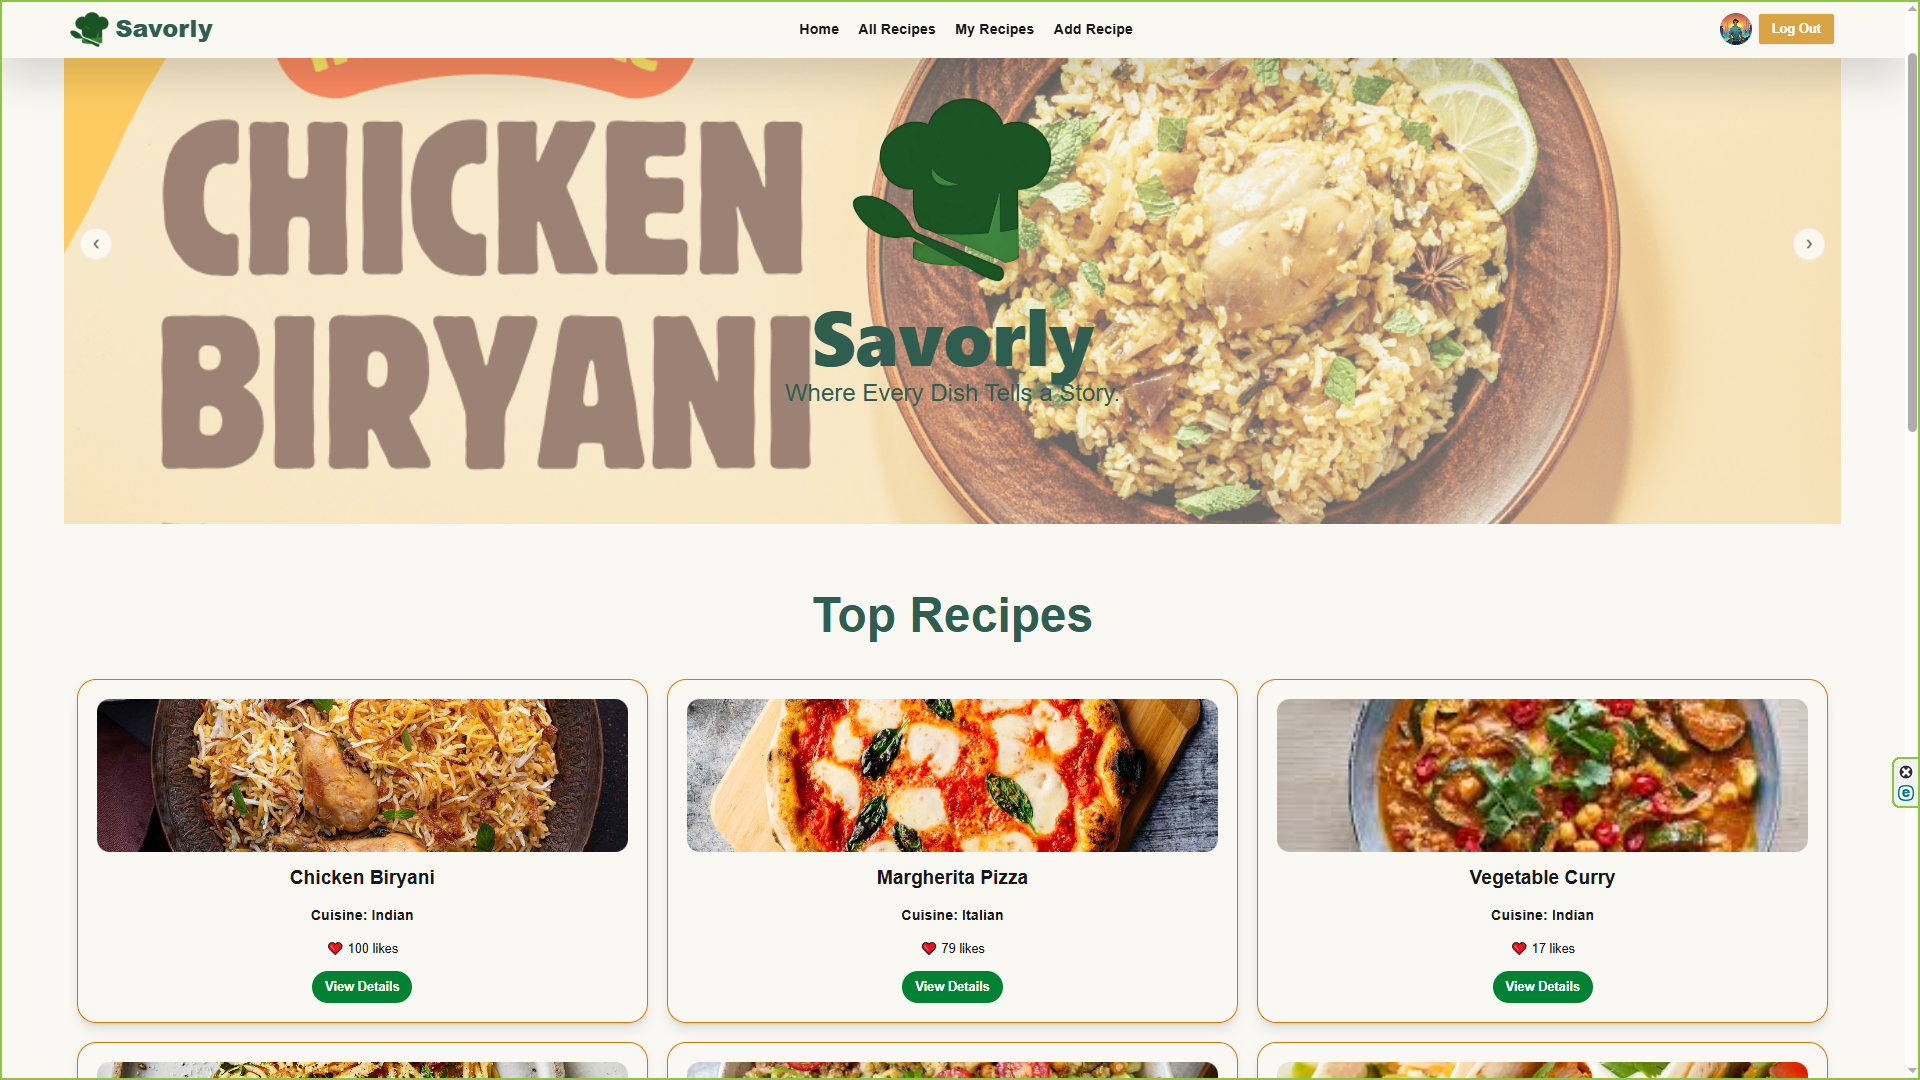 Savorly
Home
All Recipes
My Recipes
Add Recipe
Log Out
CHICKEN
BIRYANI
Savorly
Where Every Dish Tells a Story.
Top Recipes
Chicken Biryani
Cuisine: Indian
100 likes
View Details
Margherita Pizza
Cuisine: Italian
79 likes
View Details
Vegetable Curry
Cuisine: Indian
17 likes
View Details